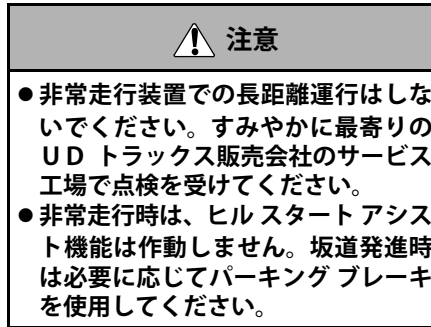 注意
●非常走行装置での長距離運行はしな
いでください。すみやかに最寄りの
ＵＤ トラックス販売会社のサービス
工場で点検を受けてください。
●非常走行時は、ヒル スタート アシス
ト機能は作動しません。坂道発進時
は必要に応じてパーキング ブレーキ
を使用してください。